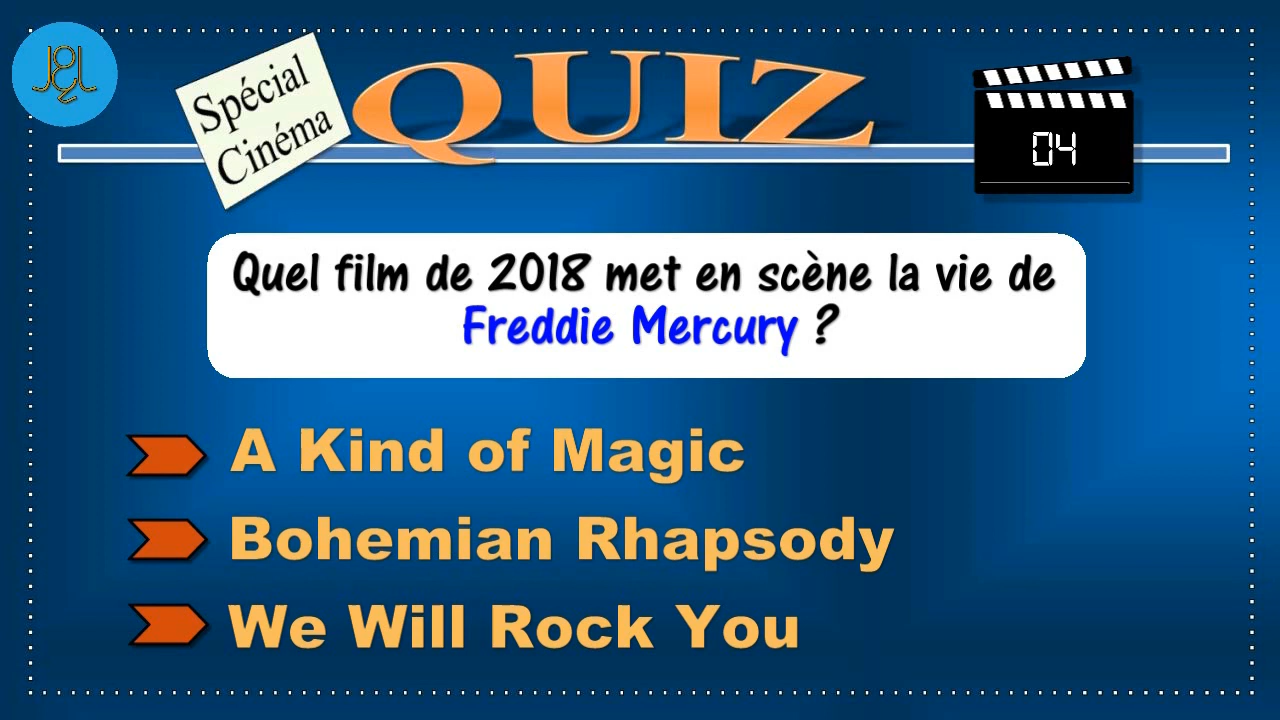 Spécial
Cinéma
QUIZ
04
Quel film de 2018 met en scène la vie de
Freddie Mercury ?
A Kind of Magic
Bohemian Rhapsody
We Will Rock You